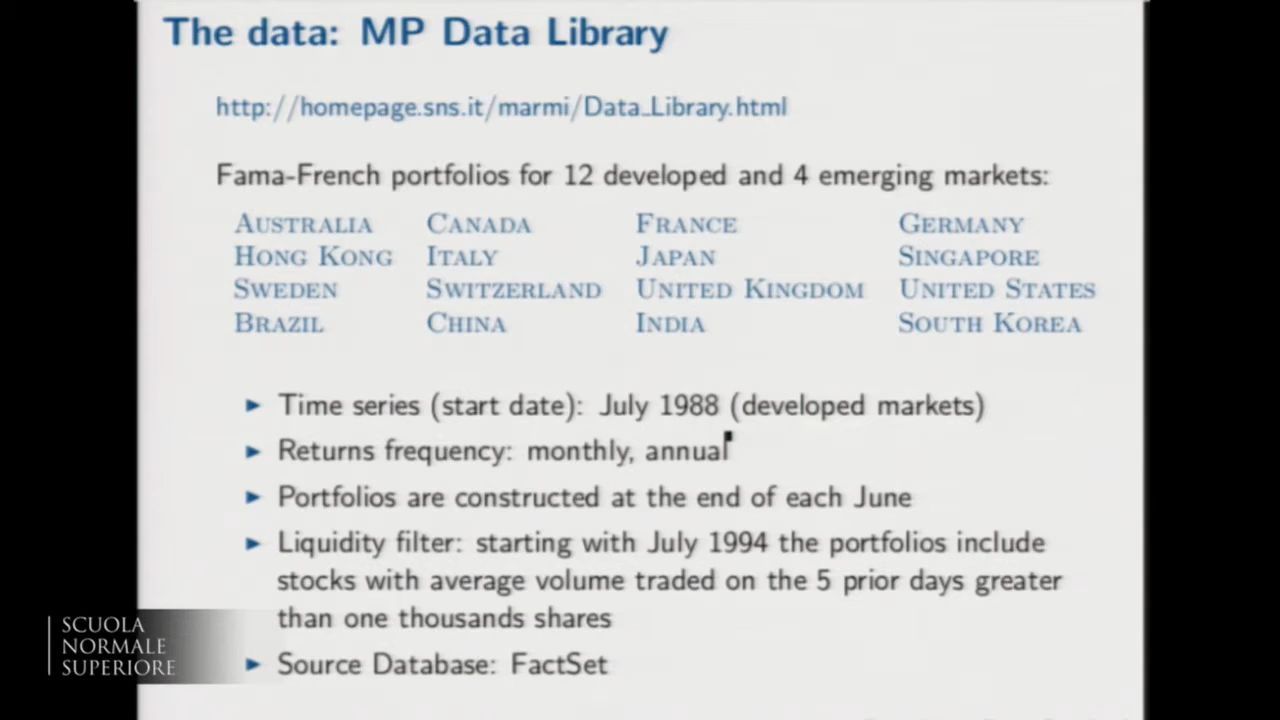 The data: MP Data Library
http://homepage.sns.it/marmi/Data_Library.html
Fama-French portfolios for 12 developed and 4 emerging markets:
AUSTRALIA CANADA FRANCE GERMANY
HONG KONG ITALY JAPAN SINGAPORE
SWEDEN SWITZERLAND UNITED KINGDOM UNITED STATES
BRAZIL CHINA INDIA SOUTH KOREA
► Time series (start date): July 1988 (developed markets)
► Returns frequency: monthly, annual
► Portfolios are constructed at the end of each June
► Liquidity filter: starting with July 1994 the portfolios include
stocks with average volume traded on the 5 prior days greater
than one thousands shares
► Source Database: FactSet
SCUOLA
NORMALE
SUPERIORE